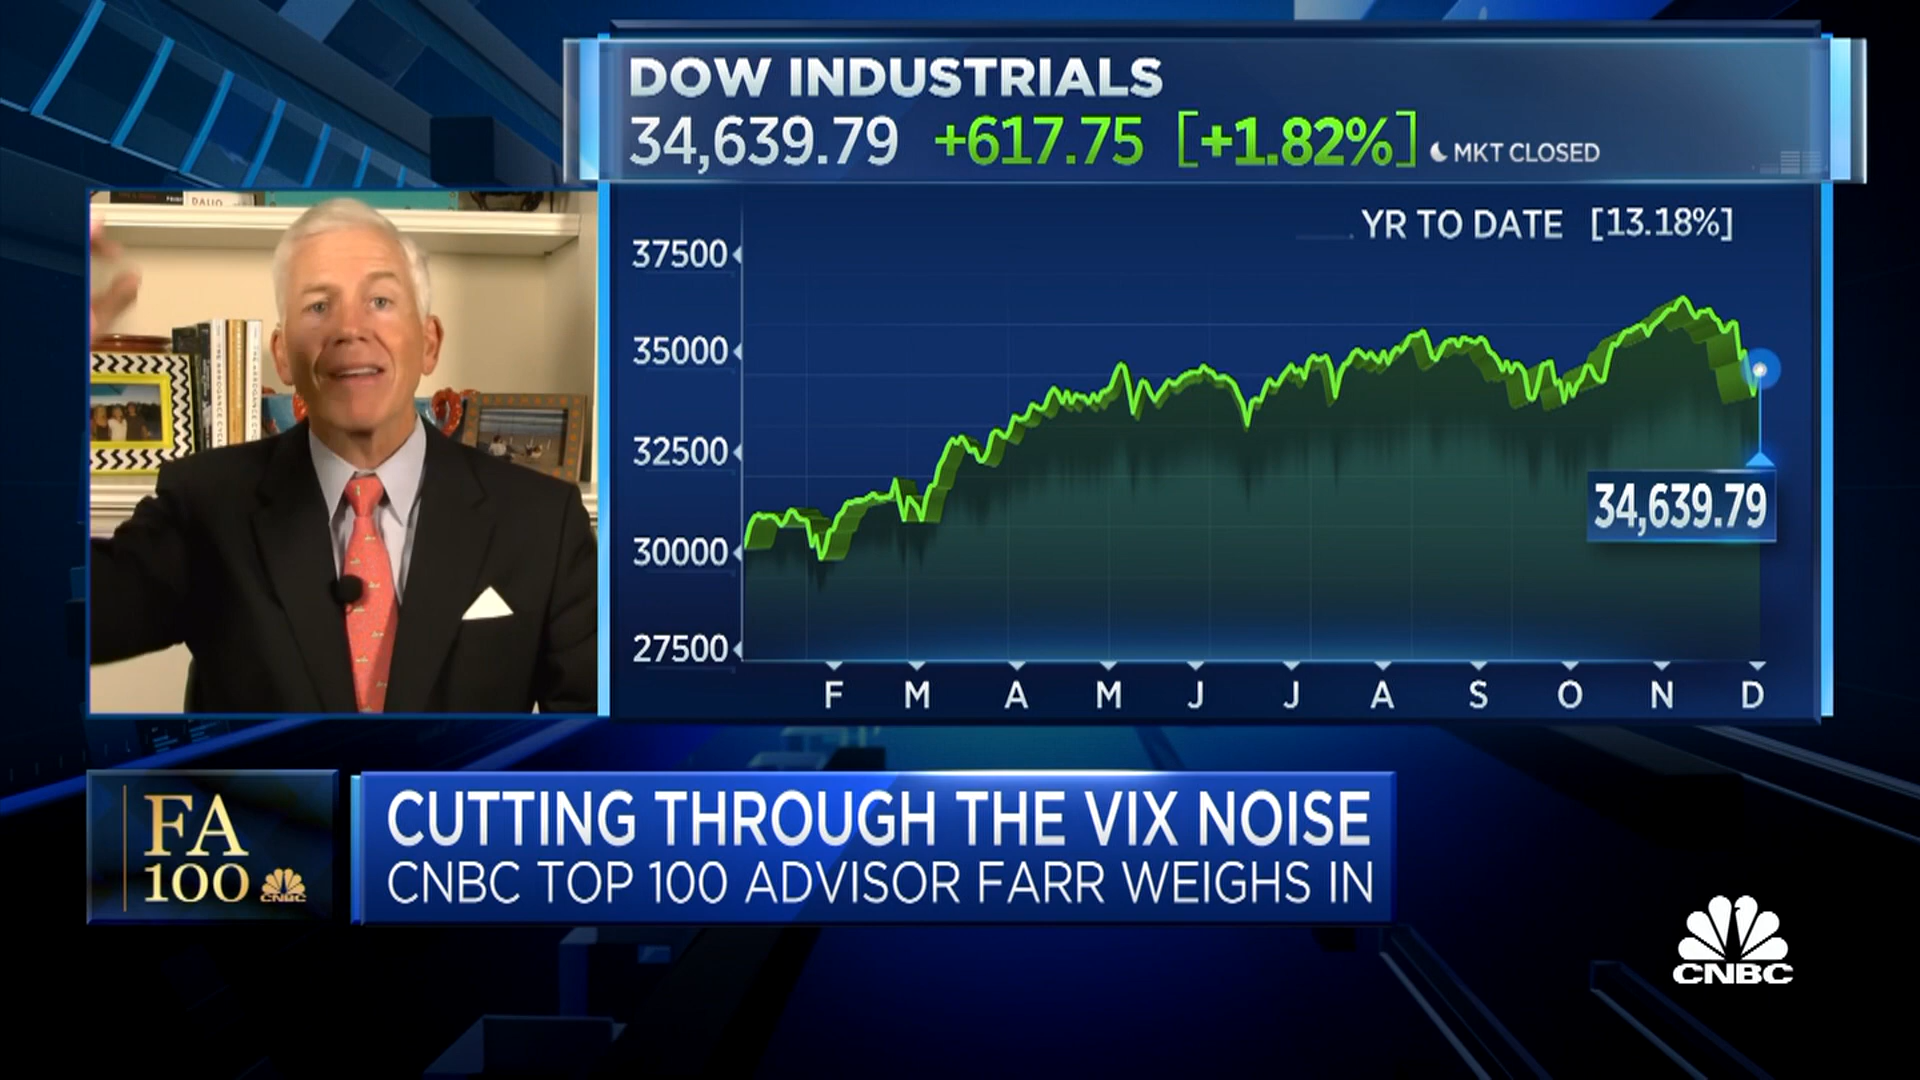 DOW INDUSTRIALS
34,639.79 +617.75 [+1.82%] MKT CLOSED
YR TO DATE [13.18%]
37500
35000
32500
30000
27500
34,639.79
F M A M J J A S O N D
DALIO
FA
100
CNBC
CUTTING THROUGH THE VIX NOISE
CNBC TOP 100 ADVISOR FARR WEIGHS IN
CNBC